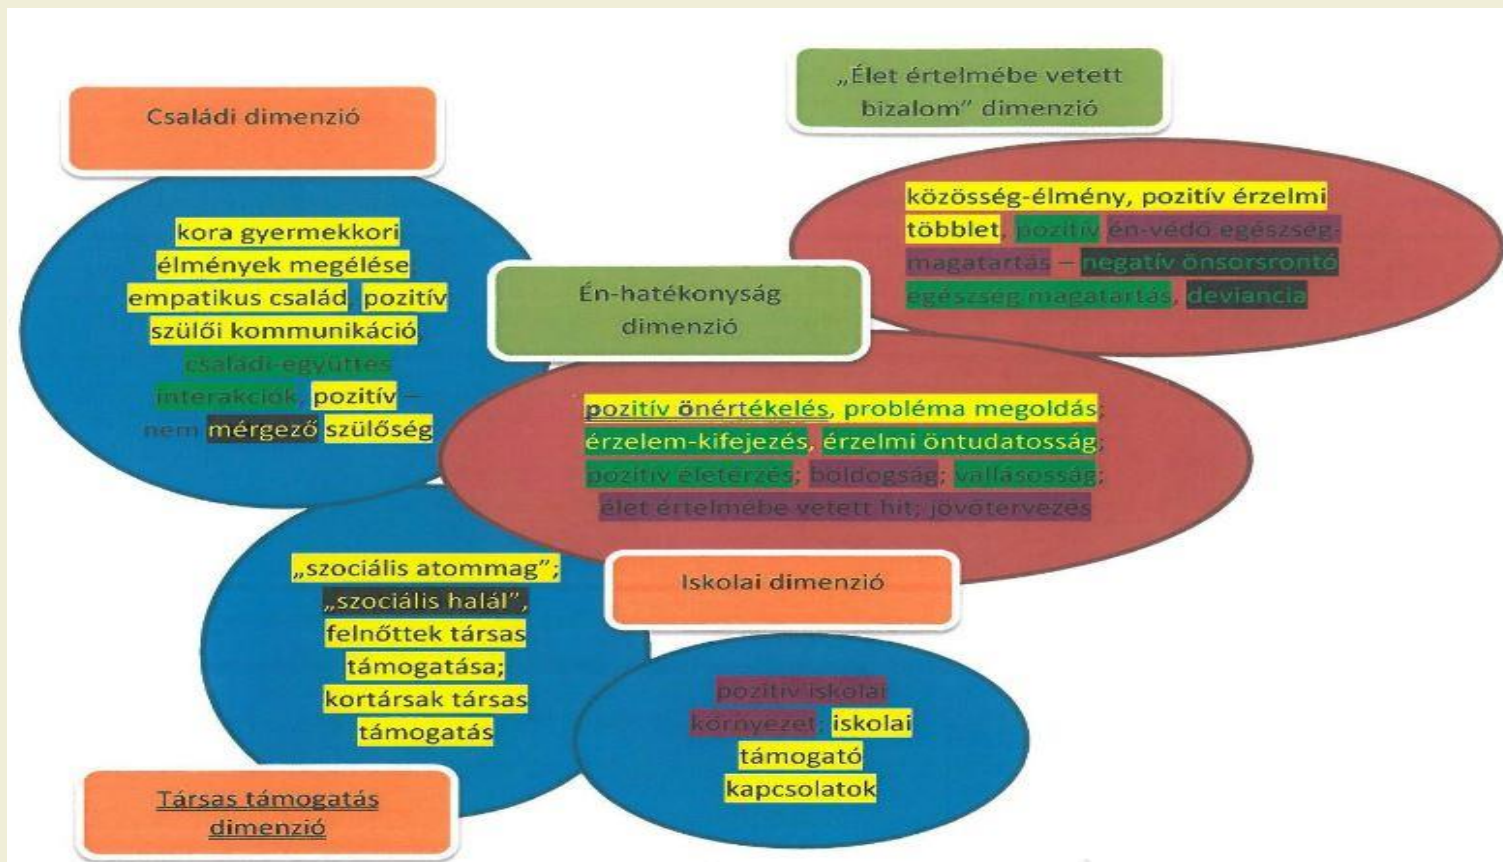 Családi dimenzió
kora gyermekkori
élmények megélése
empatikus család, pozitív
szülői kommunikáció,
családi-együttes
interakciók, pozitív –
nem mérgező szülőség
„Élet értelmébe vetett
bizalom” dimenzió
közösség-élmény, pozitív érzelmi
többlet, pozitív én-védő egészség-
magatartás – negatív önsorsrontó
egészség magatartás, deviancia
Én-hatékonyság
dimenzió
pozitív önértékelés, probléma megoldás;
érzelem-kifejezés, érzelmi öntudatosság;
pozitív életérzés; boldogság; vallásosság;
élet értelmébe vetett hit; jövőtervezés
„szociális atommag”;
„szociális halál”,
felnőttek társas
támogatása;
kortársak társas
támogatás
Társas támogatás
dimenzió
Iskolai dimenzió
pozitív iskolai
környezet; iskolai
támogató
kapcsolatok